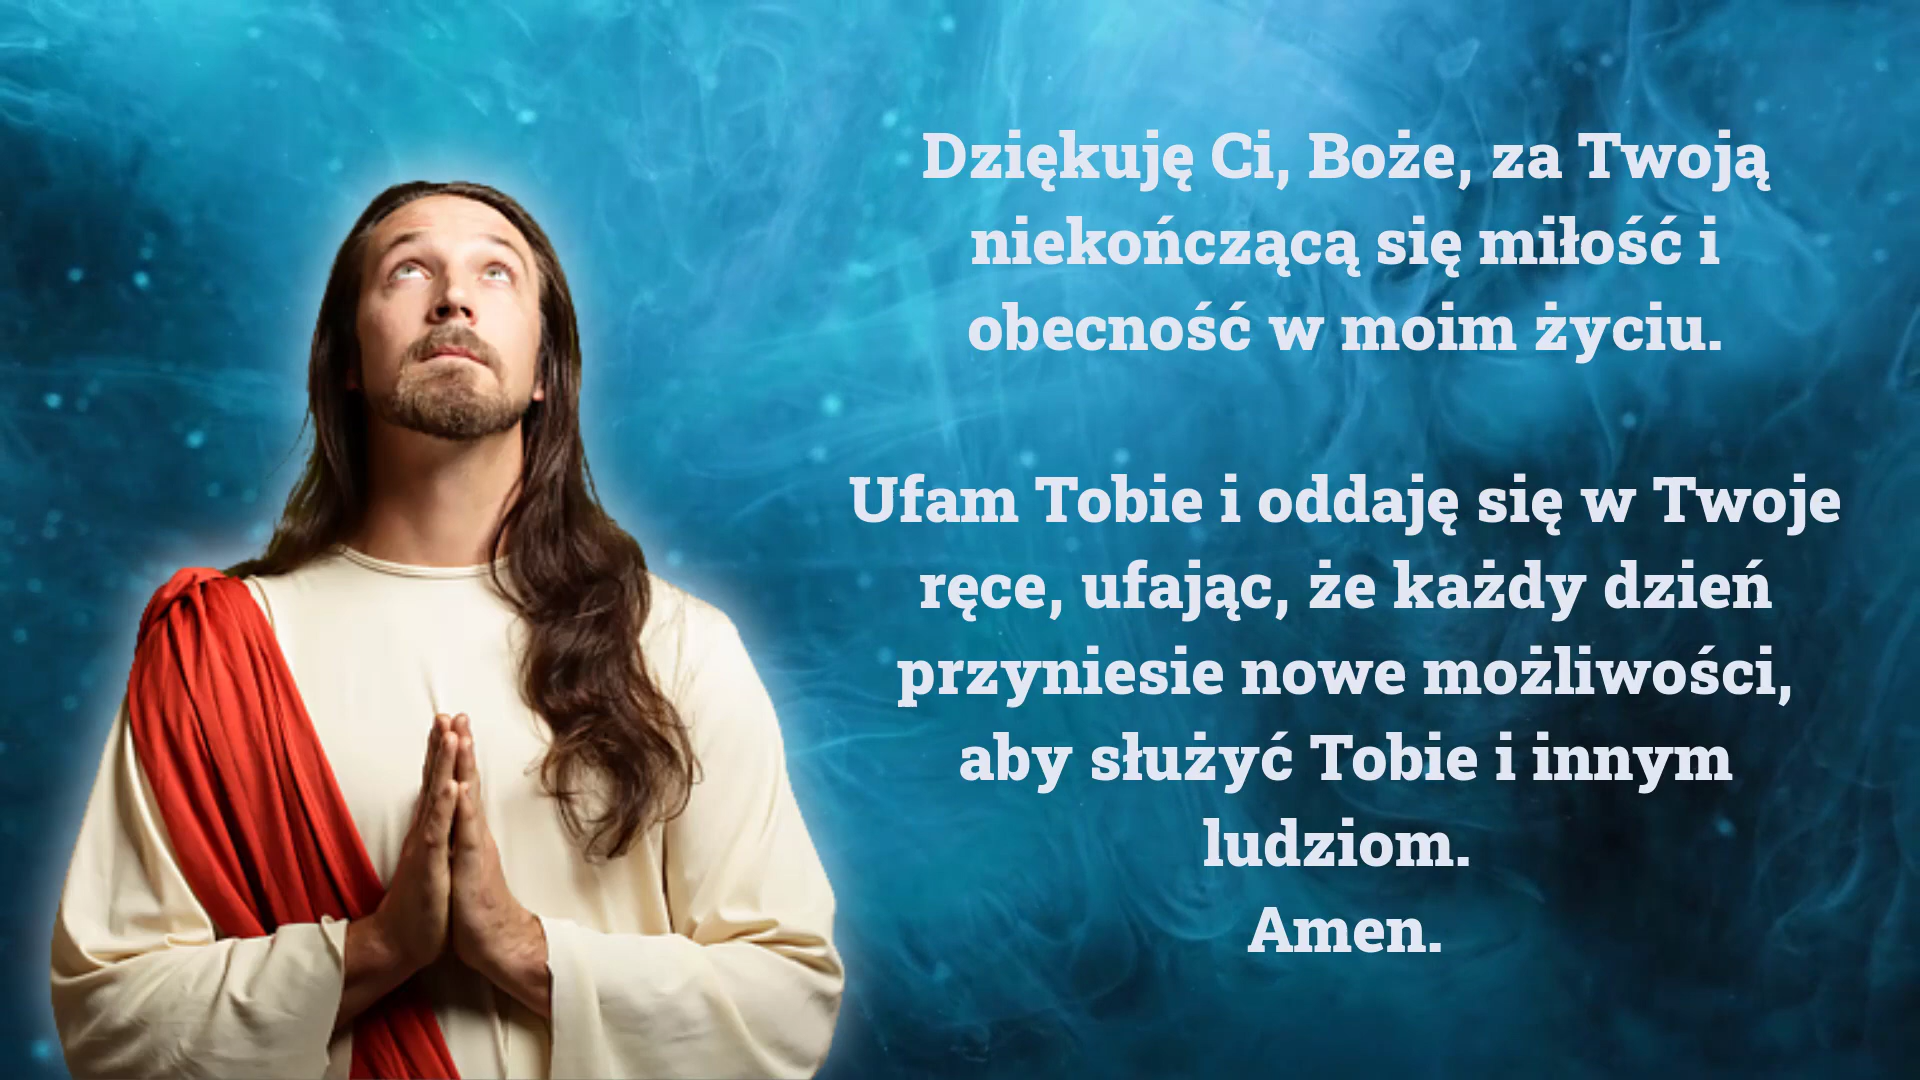 Dziękuję Ci, Boże, za Twoją
niekończącą się miłość i
obecność w moim życiu.
Ufam Tobie i oddaję się w Twoje
ręce, ufając, że każdy dzień
przyniesie nowe możliwości,
aby służyć Tobie i innym
ludziom.
Amen.